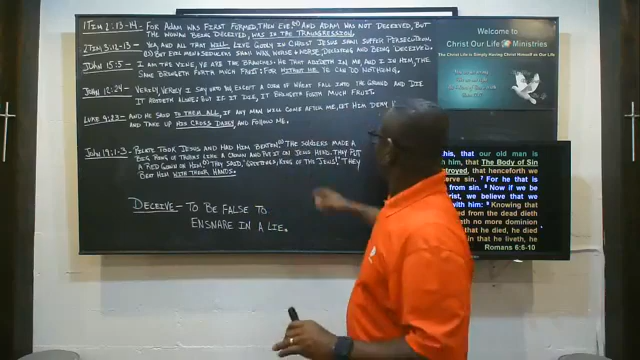 1Tim 2:13-14 - For Adam was first formed, then Eve. And Adam was not deceived, but
the woman being deceived, was in the transgression.
2Tim 3:12-13 - Yea, and all that will live godly in Christ Jesus shall suffer persecution.
(13) But evil men & seducers shall wax worse & worse, deceiving and being deceived.
John 15:5 - I am the vine, ye are the branches: He that abideth in me, and I in him, the
same bringeth forth much fruit: for without me ye can do nothing.
John 12:24 - Verily, verily I say unto you, except a corn of wheat fall into the ground and die
it abideth alone: but if it die, it bringeth forth much fruit.
Luke 9:23 - And he said to them all, if any man will come after me, let him deny
and take up his cross daily and follow me.
John 19:1-3 - Pilate took Jesus and had him beaten. The soldiers made a
big ring of thorns like a crown and put it on Jesus head. They put
a red gown on him. They said, "Greetings, King of the Jews!" They
beat him with their hands.
Deceive - To be false to
ensnare in a lie.
Welcome to
Christ Our Life Ministries
The Christ Life Is Simply Having Christ Himself as Our Life
this, that our old man is
him, that The Body of Sin
troyed, that henceforth we
serve sin. 7 For he that is
from sin. 8 Now if we be
we with him: 9 Knowing that
ed from the dead dieth
h no more dominion
he died, he died
in that he liveth, he
Romans 6:6-10